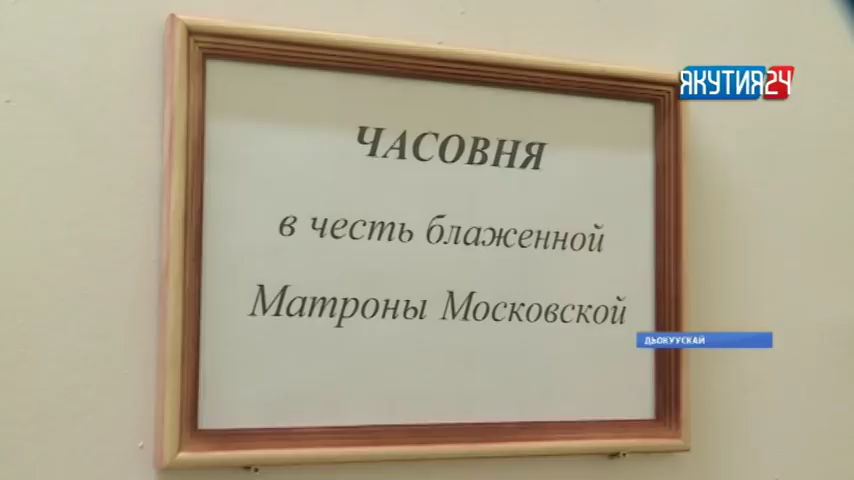 ЯКУТИЯ24
ЧАСОВНЯ
в честь блаженной
Матроны Московской
ДЬОКУУСКАЙ